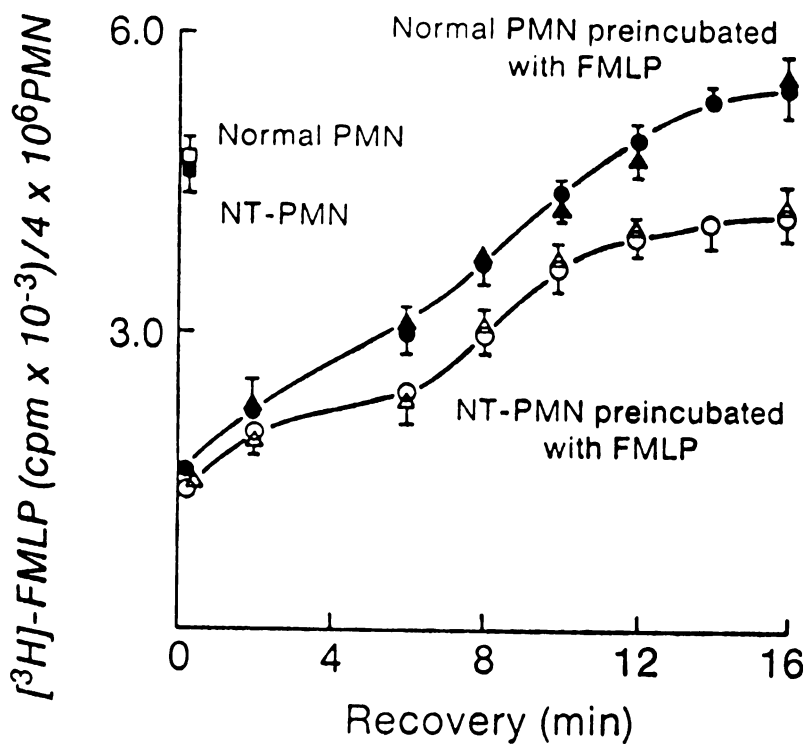 [³H]-FMLP (cpm x 10⁻³)/4 x 10⁶PMN
6.0
3.0
Normal PMN preincubated
with FMLP
Normal PMN
NT-PMN
NT-PMN preincubated
with FMLP
0 4 8 12 16
Recovery (min)